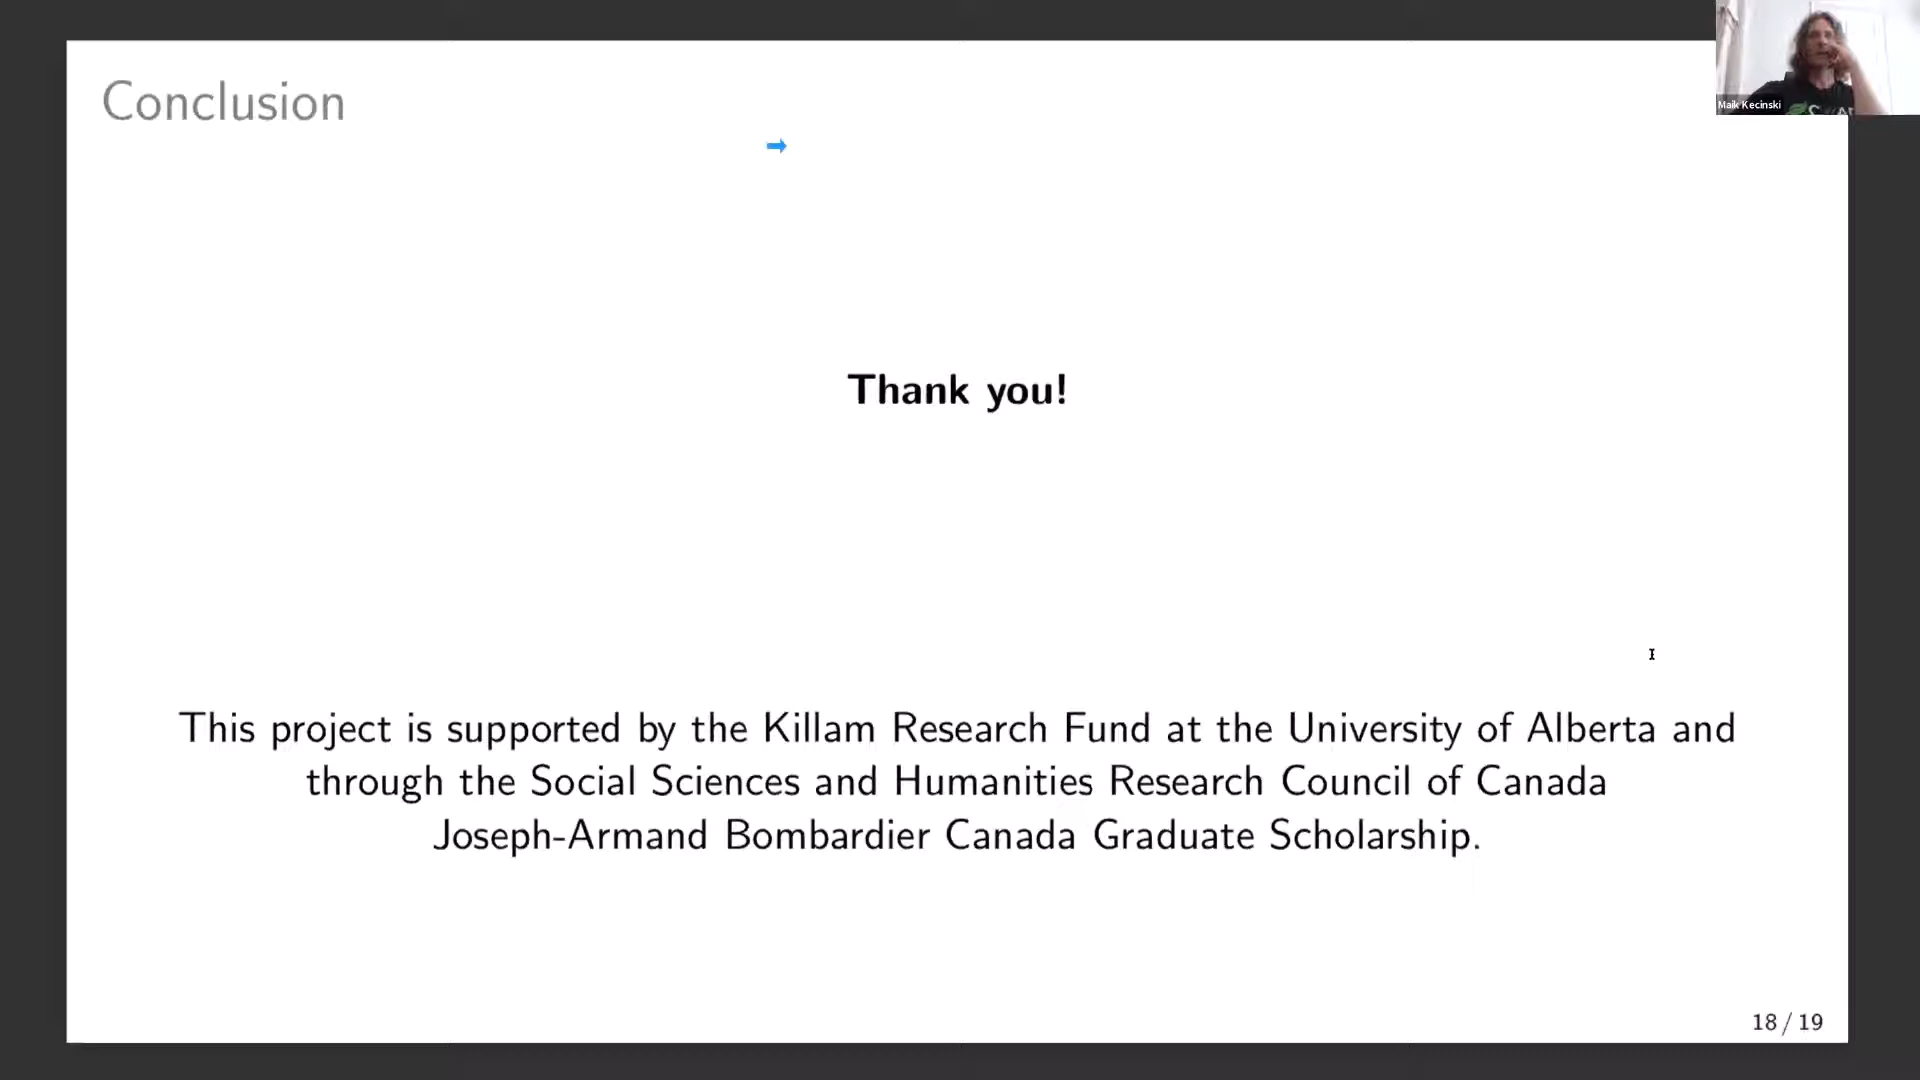 Conclusion
Maik Kecinski
Thank you!
This project is supported by the Killam Research Fund at the University of Alberta and
through the Social Sciences and Humanities Research Council of Canada
Joseph-Armand Bombardier Canada Graduate Scholarship.
18 / 19